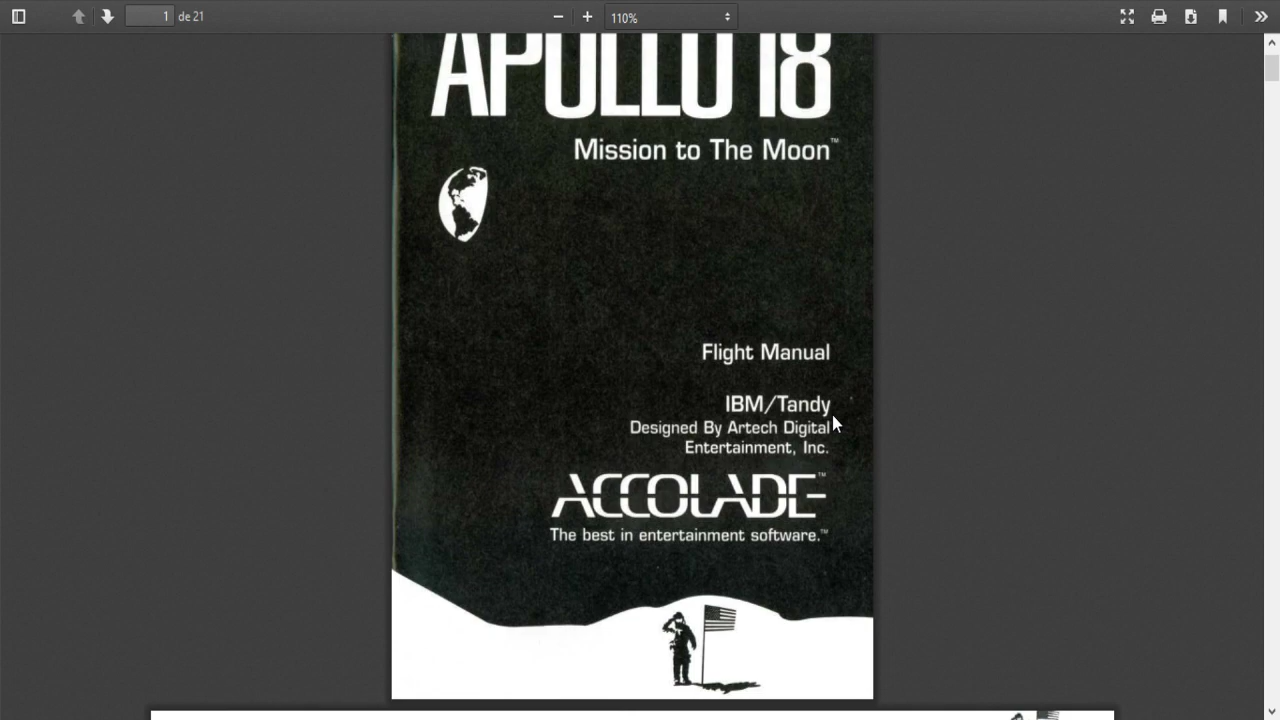 1 de 21 110%
APOLLO 18
Mission to The Moon™
Flight Manual
IBM/Tandy
Designed By Artech Digital
Entertainment, Inc.
ACCOLADE™
The best in entertainment software.™